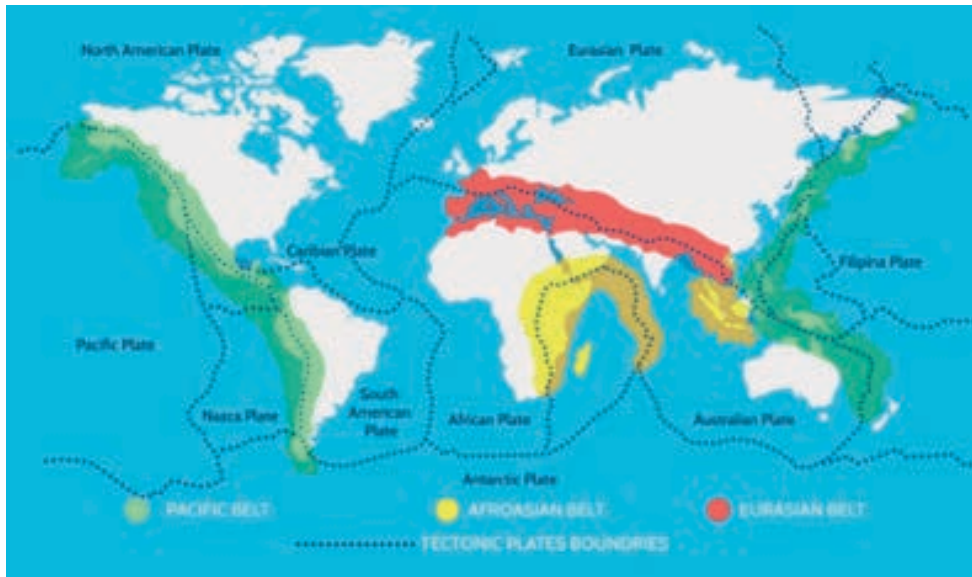 North American Plate
Eurasian Plate
Caribian Plate
Filipina Plate
Pacific Plate
Nazca Plate
South
American
Plate
African Plate
Australian Plate
Antarctic Plate
PACIFIC BELT
AFROASIAN BELT
EURASIAN BELT
TECTONIC PLATES BOUNDRIES